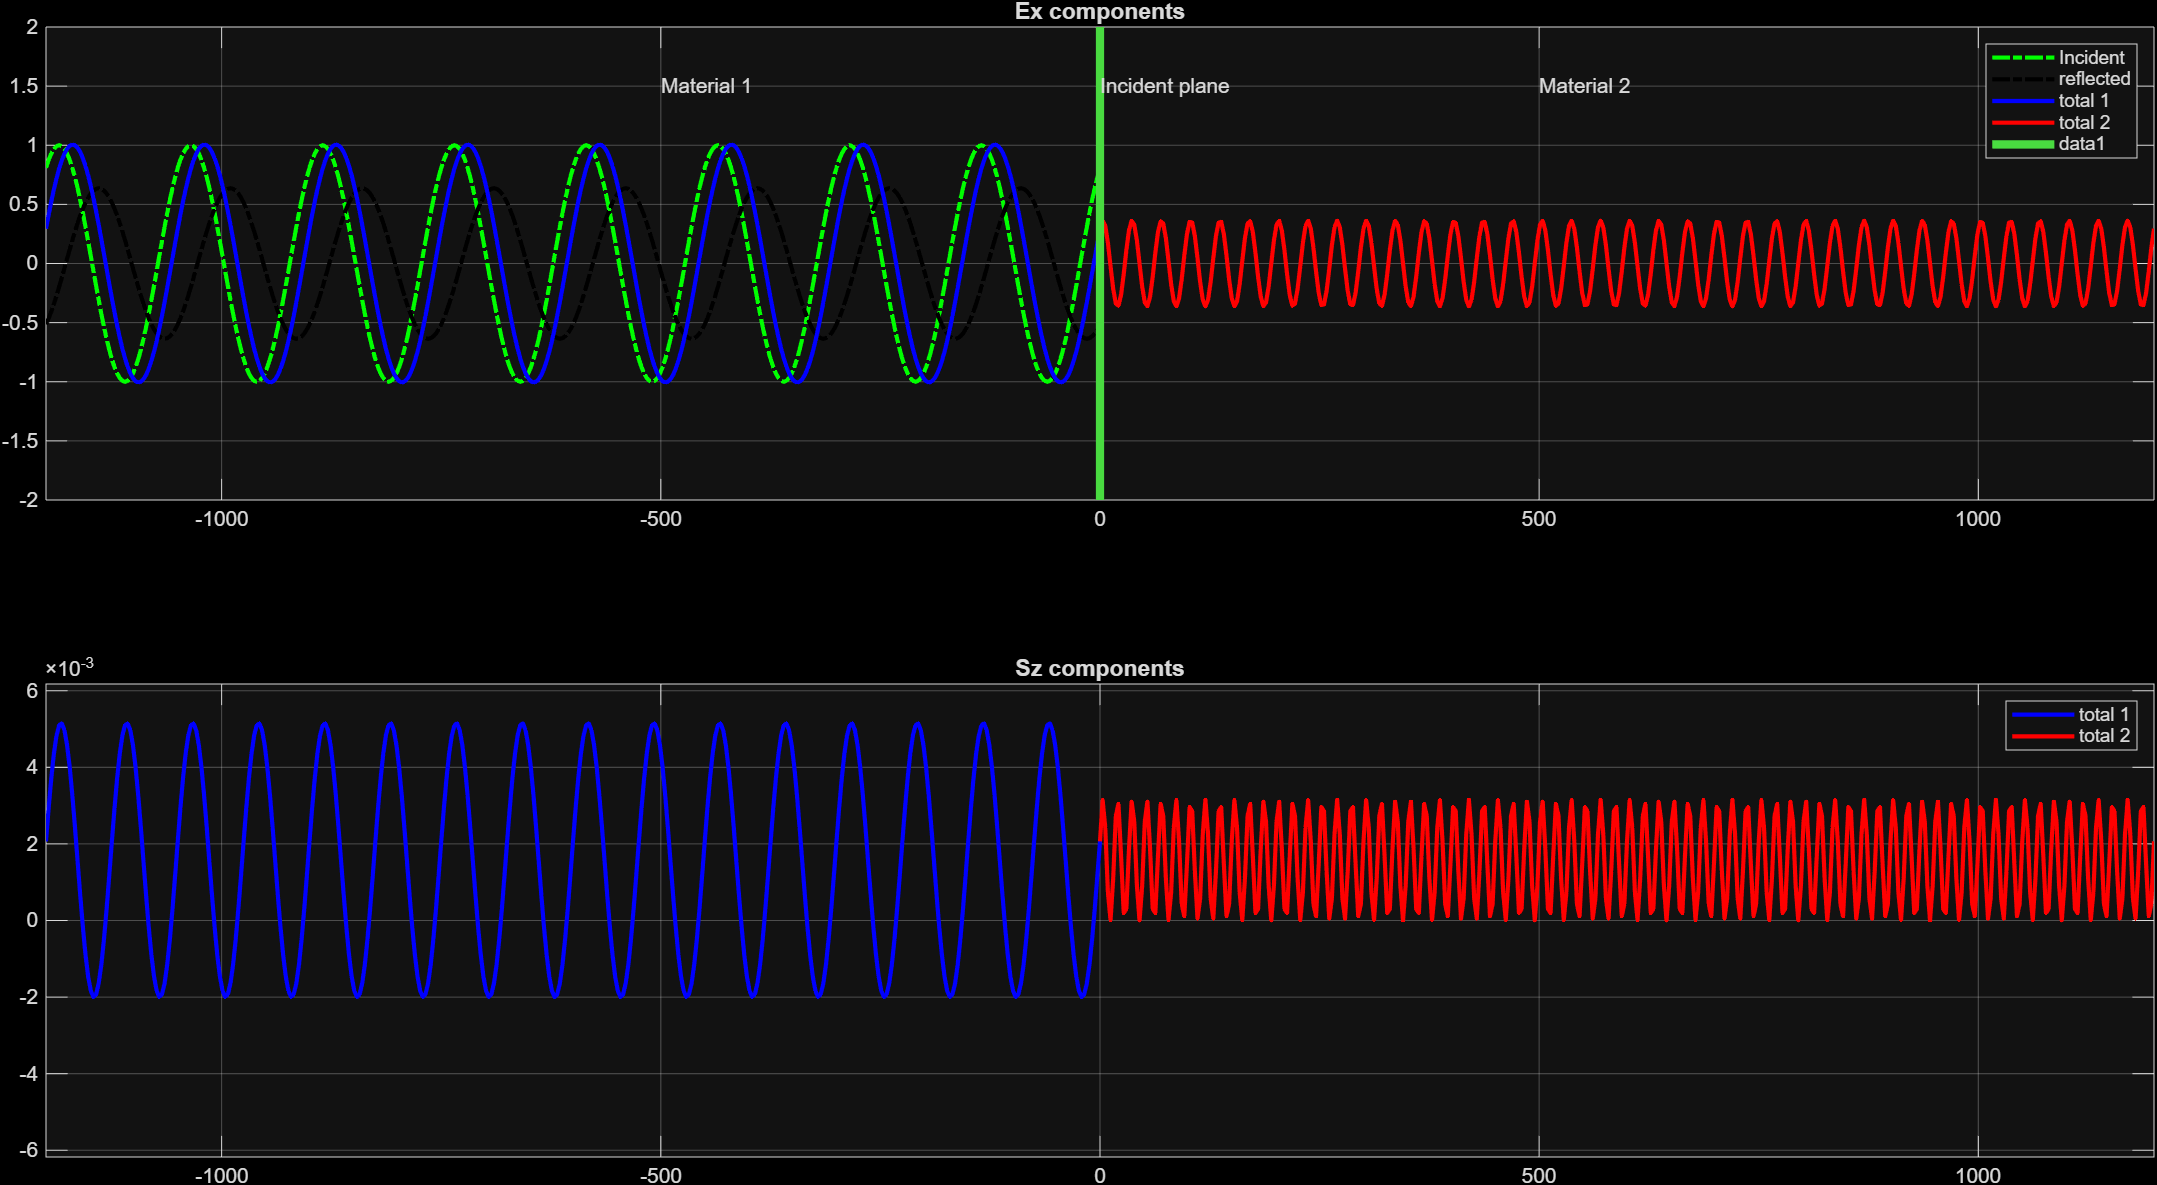 Ex components
2
1.5
1
0.5
0
-0.5
-1
-1.5
-2
Material 1
Incident plane
Material 2
Incident
reflected
total 1
total 2
data1
-1000
-500
0
500
1000
×10-3
Sz components
6
4
2
0
-2
-4
-6
total 1
total 2
-1000
-500
0
500
1000